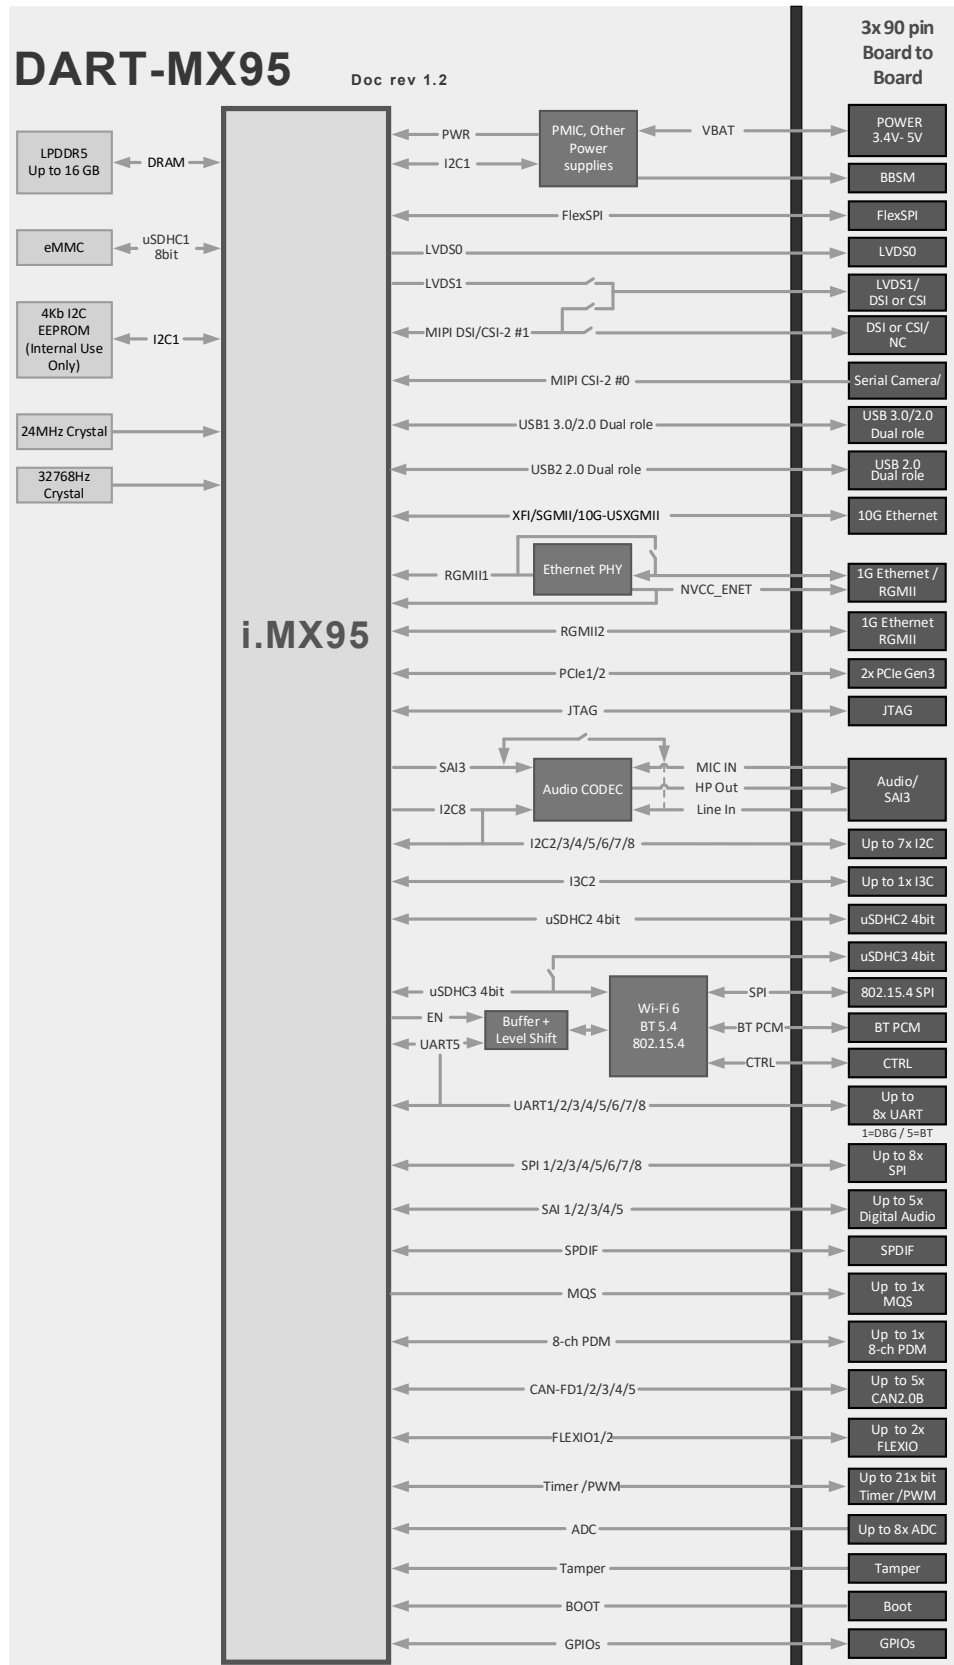 3x 90 pin
Board to
Board
DART-MX95
Doc rev 1.2
LPDDR5
Up to 16 GB
DRAM
eMMC
uSDHC1
8bit
4Kb I2C
EEPROM
(Internal Use
Only)
I2C1
24MHz Crystal
32768Hz
Crystal
i.MX95
PWR
I2C1
PMIC, Other
Power
supplies
VBAT
POWER
3.4V- 5V
BBSM
FlexSPI
FlexSPI
LVDS0
LVDS0
LVDS1
LVDS1/
DSI or CSI
MIPI DSI/CSI-2 #1
DSI or CSI/
NC
MIPI CSI-2 #0
Serial Camera/
USB1 3.0/2.0 Dual role
USB 3.0/2.0
Dual role
USB2 2.0 Dual role
USB 2.0
Dual role
XFI/SGMII/10G-USXGMII
10G Ethernet
RGMII1
Ethernet PHY
NVCC_ENET
1G Ethernet /
RGMII
RGMII2
1G Ethernet
RGMII
PCIe1/2
2x PCIe Gen3
JTAG
JTAG
SAI3
I2C8
Audio CODEC
MIC IN
HP Out
Line In
Audio/
SAI3
I2C2/3/4/5/6/7/8
Up to 7x I2C
I3C2
Up to 1x I3C
uSDHC2 4bit
uSDHC2 4bit
uSDHC3 4bit
uSDHC3 4bit
EN
UART5
Buffer +
Level Shift
Wi-Fi 6
BT 5.4
802.15.4
SPI
802.15.4 SPI
BT PCM
BT PCM
CTRL
CTRL
UART1/2/3/4/5/6/7/8
Up to
8x UART
1=DBG / 5=BT
SPI 1/2/3/4/5/6/7/8
Up to 8x
SPI
SAI 1/2/3/4/5
Up to 5x
Digital Audio
SPDIF
SPDIF
MQS
Up to 1x
MQS
8-ch PDM
Up to 1x
8-ch PDM
CAN-FD1/2/3/4/5
Up to 5x
CAN2.0B
FLEXIO1/2
Up to 2x
FLEXIO
Timer /PWM
Up to 21x bit
Timer /PWM
ADC
Up to 8x ADC
Tamper
Tamper
BOOT
Boot
GPIOs
GPIOs